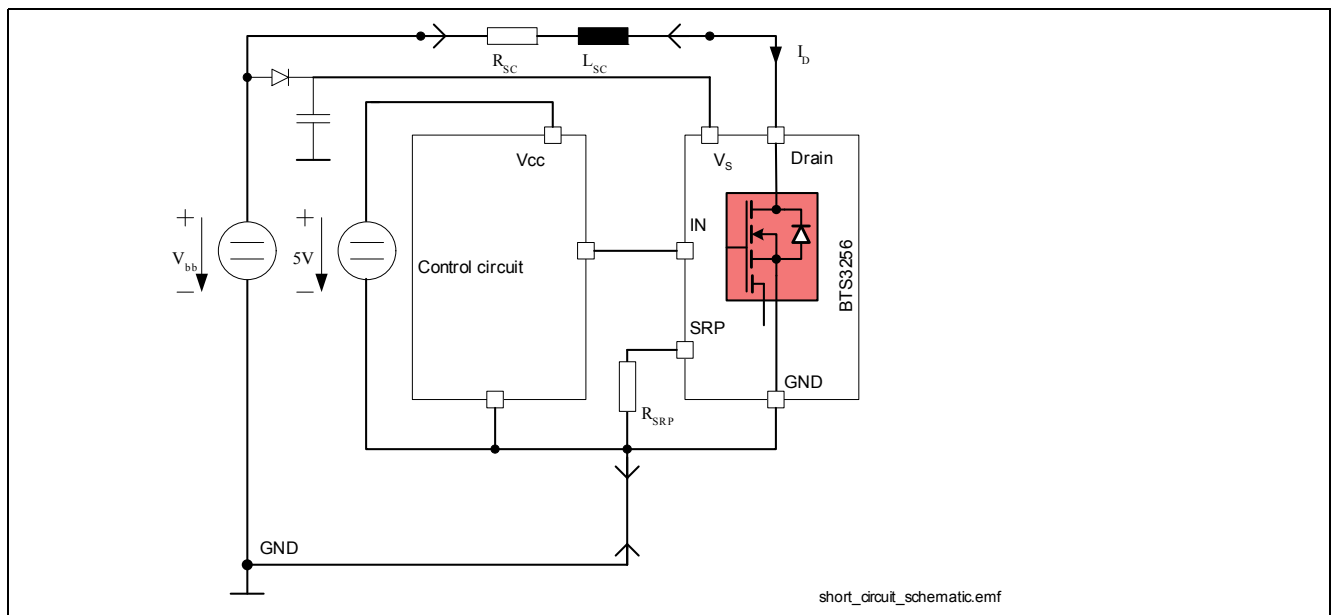 R_SC
L_SC
I_D
Vcc
V_S
Drain
+
V_bb
−
+
5V
−
Control circuit
IN
BTS3256
SRP
R_SRP
GND
GND
short_circuit_schematic.emf